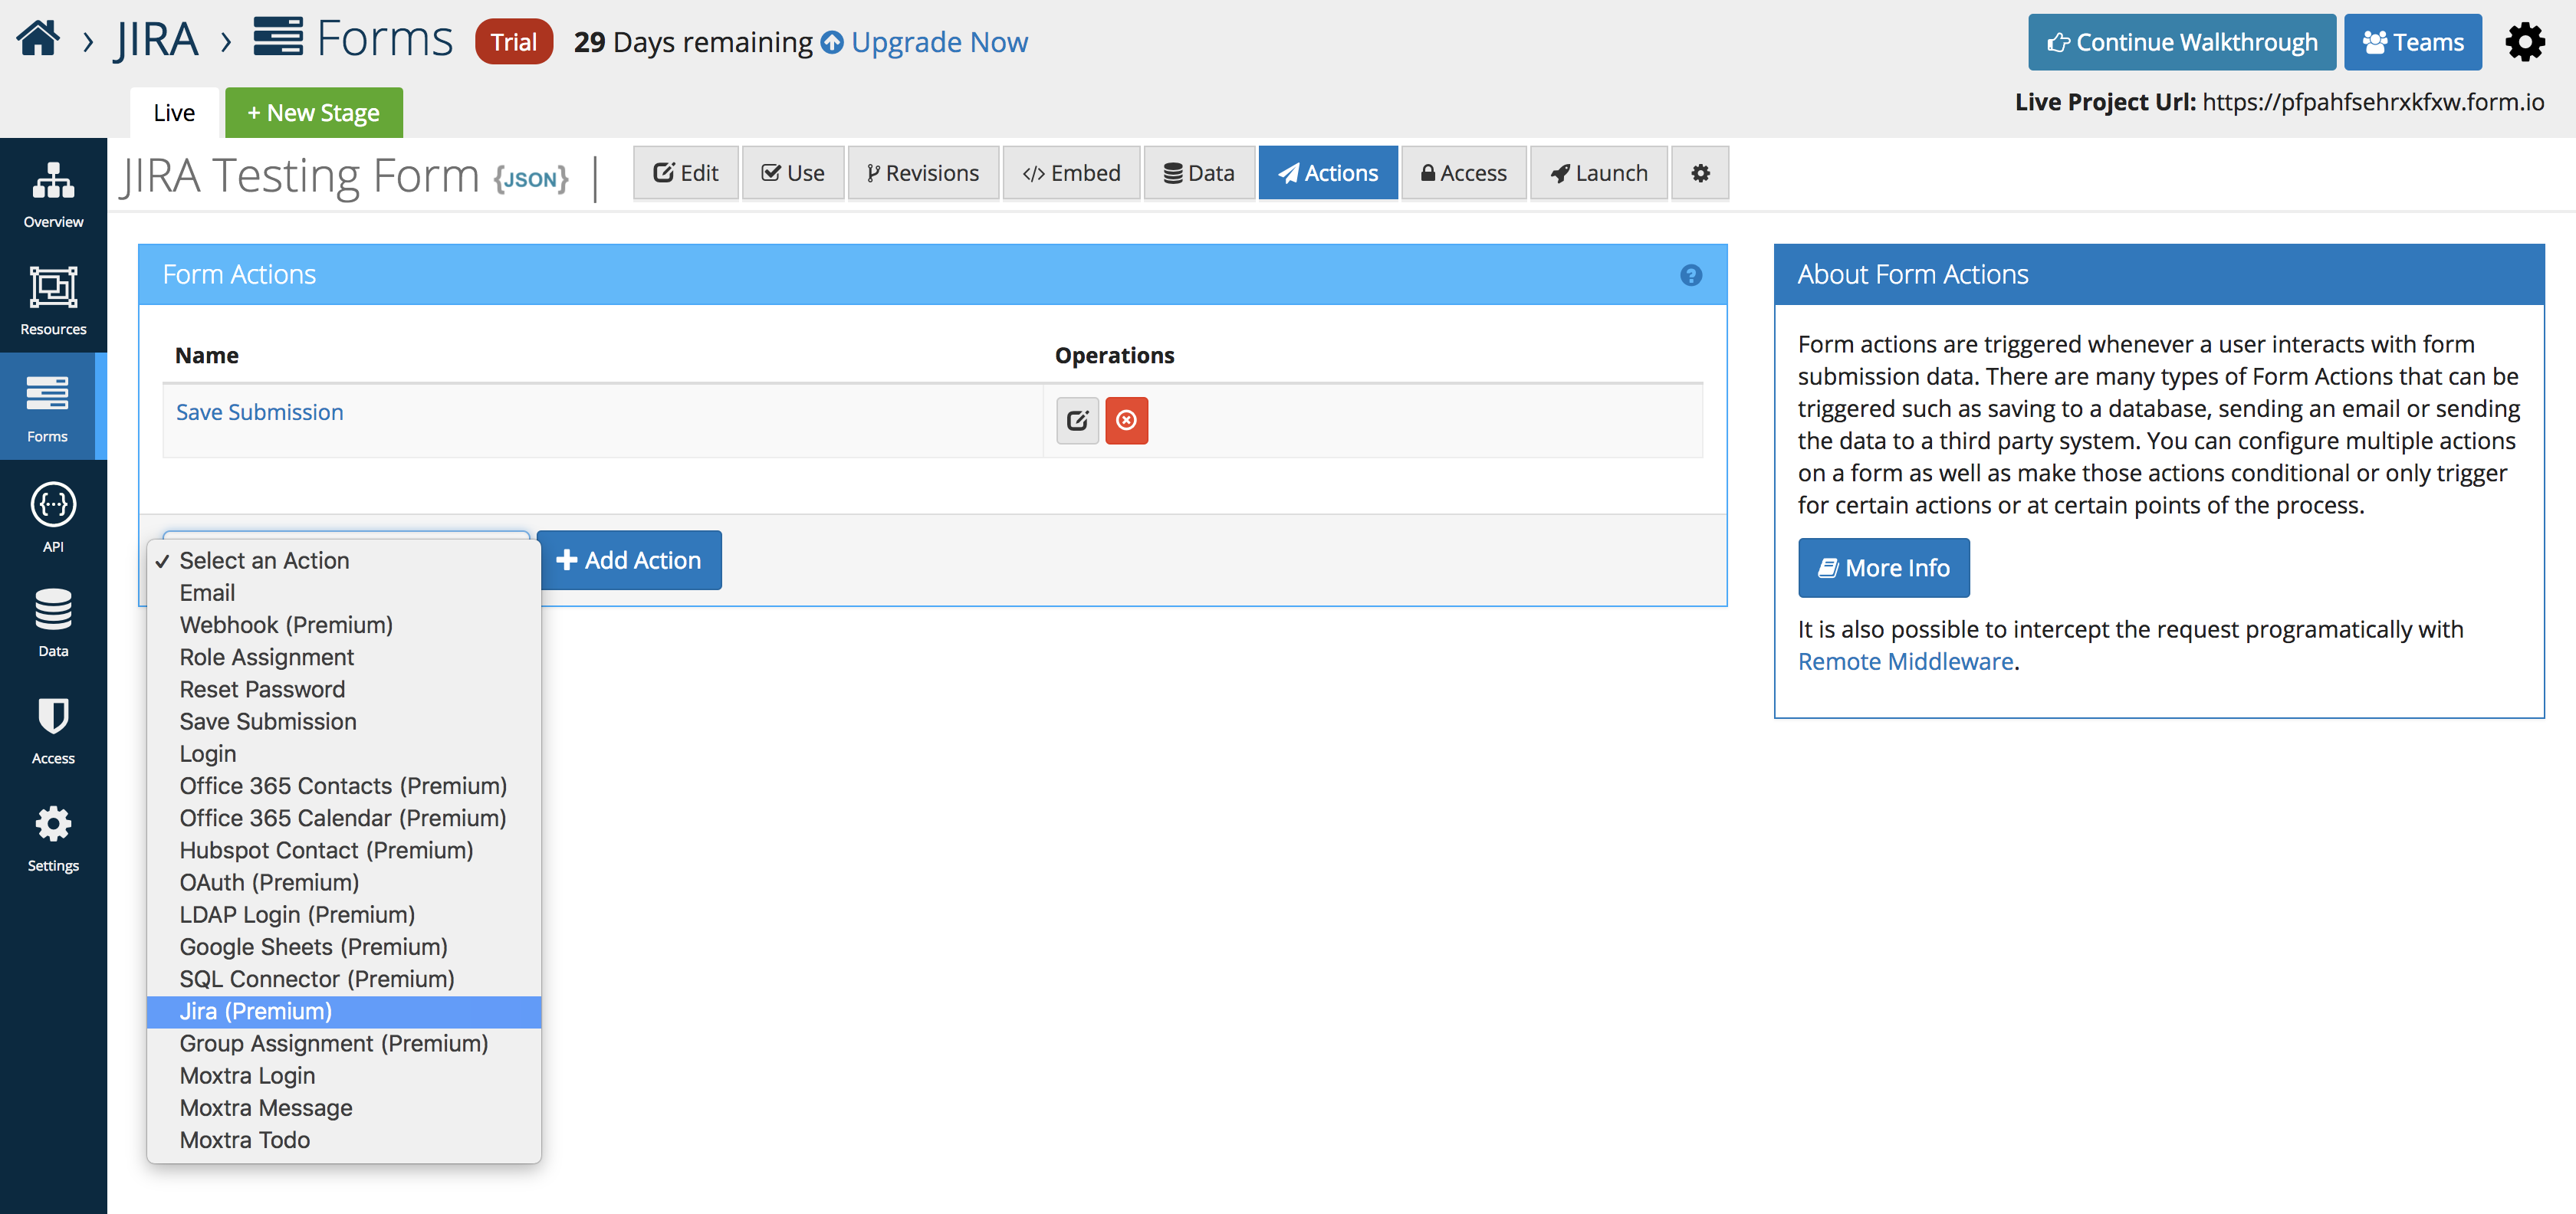 › JIRA › Forms Trial 29 Days remaining Upgrade Now
Continue Walkthrough Teams
Live + New Stage
Live Project Url: https://pfpahfsehrxkfxw.form.io
JIRA Testing Form {JSON} |
Edit Use Revisions </> Embed Data Actions Access Launch
Overview
Resources
Forms
API
Data
Access
Settings
Form Actions
?
Name Operations
Save Submission
+ Add Action
✓ Select an Action
Email
Webhook (Premium)
Role Assignment
Reset Password
Save Submission
Login
Office 365 Contacts (Premium)
Office 365 Calendar (Premium)
Hubspot Contact (Premium)
OAuth (Premium)
LDAP Login (Premium)
Google Sheets (Premium)
SQL Connector (Premium)
Jira (Premium)
Group Assignment (Premium)
Moxtra Login
Moxtra Message
Moxtra Todo
About Form Actions
Form actions are triggered whenever a user interacts with form
submission data. There are many types of Form Actions that can be
triggered such as saving to a database, sending an email or sending
the data to a third party system. You can configure multiple actions
on a form as well as make those actions conditional or only trigger
for certain actions or at certain points of the process.
More Info
It is also possible to intercept the request programatically with
Remote Middleware.